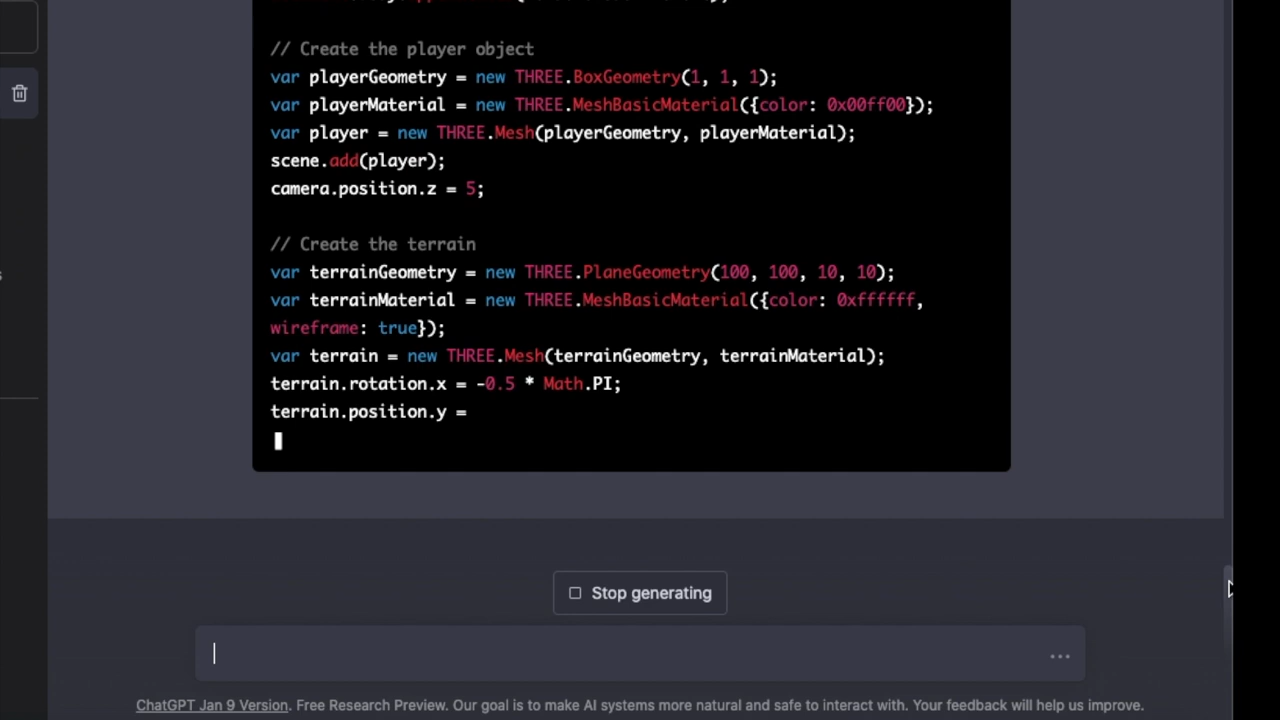 // Create the player object
var playerGeometry = new THREE.BoxGeometry(1, 1, 1);
var playerMaterial = new THREE.MeshBasicMaterial({color: 0x00ff00});
var player = new THREE.Mesh(playerGeometry, playerMaterial);
scene.add(player);
camera.position.z = 5;
// Create the terrain
var terrainGeometry = new THREE.PlaneGeometry(100, 100, 10, 10);
var terrainMaterial = new THREE.MeshBasicMaterial({color: 0xffffff,
wireframe: true});
var terrain = new THREE.Mesh(terrainGeometry, terrainMaterial);
terrain.rotation.x = -0.5 * Math.PI;
terrain.position.y =
Stop generating
ChatGPT Jan 9 Version. Free Research Preview. Our goal is to make AI systems more natural and safe to interact with. Your feedback will help us improve.